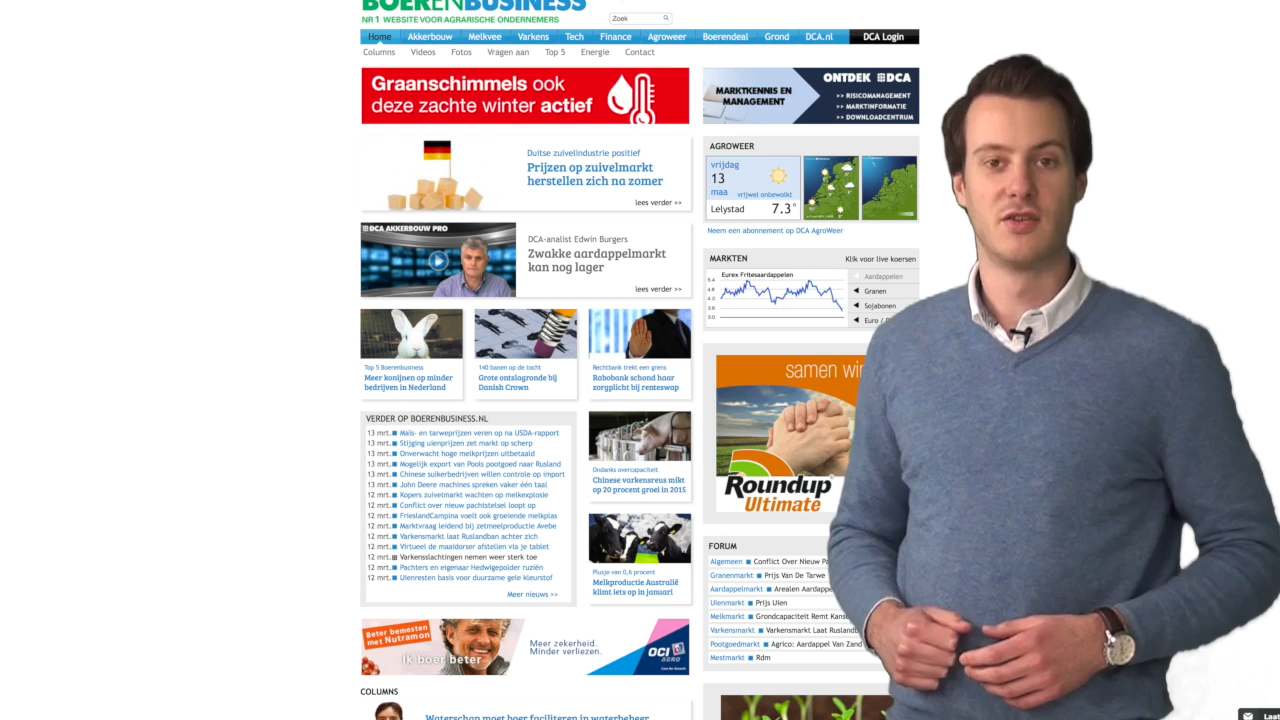 BOERENBUSINESS
NR 1 WEBSITE VOOR AGRARISCHE ONDERNEMERS
Zoek
Home Akkerbouw Melkvee Varkens Tech Finance Agroweer Boerendeal Grond DCA.nl DCA Login
Columns Videos Fotos Vragen aan Top 5 Energie Contact
Graanschimmels ook
deze zachte winter actief
MARKTKENNIS EN
MANAGEMENT
ONTDEK DCA
>> RISICOMANAGEMENT
>> MARKTINFORMATIE
>> DOWNLOADCENTRUM
Duitse zuivelindustrie positief
Prijzen op zuivelmarkt
herstellen zich na zomer
lees verder >>
AGROWEER
vrijdag
13
maa
vrijwel onbewolkt
Lelystad 7.3°
Neem een abonnement op DCA AgroWeer
DCA AKKERBOUW PRO
DCA-analist Edwin Burgers
Zwakke aardappelmarkt
kan nog lager
lees verder >>
MARKTEN Klik voor live koersen
Eurex Fritesaardappelen
5.4
4.8
4.2
3.6
3.0
Aardappelen
Granen
Sojabonen
Euro /
Top 5 Boerenbusiness
Meer konijnen op minder
bedrijven in Nederland
140 banen op de tocht
Grote ontslagronde bij
Danish Crown
Rechtbank trekt een grens
Rabobank schond haar
zorgplicht bij renteswap
samen wi
Roundup
Ultimate
VERDER OP BOERENBUSINESS.NL
13 mrt. Maïs- en tarweprijzen veren op na USDA-rapport
13 mrt. Stijging uienprijzen zet markt op scherp
13 mrt. Onverwacht hoge melkprijzen uitbetaald
13 mrt. Mogelijk export van Pools pootgoed naar Rusland
13 mrt. Chinese suikerbedrijven willen controle op import
13 mrt. John Deere machines spreken vaker één taal
12 mrt. Kopers zuivelmarkt wachten op melkexplosie
12 mrt. Conflict over nieuw pachtstelsel loopt op
12 mrt. FrieslandCampina voelt ook groeiende melkplas
12 mrt. Marktvraag leidend bij zetmeelproductie Avebe
12 mrt. Varkensmarkt laat Ruslandban achter zich
12 mrt. Virtueel de maaidorser afstellen via je tablet
12 mrt. Varkensslachtingen nemen weer sterk toe
12 mrt. Pachters en eigenaar Hedwigepolder ruziën
12 mrt. Uienresten basis voor duurzame gele kleurstof
Meer nieuws >>
Ondanks overcapaciteit
Chinese varkensreus mikt
op 20 procent groei in 2015
Plusje van 0,6 procent
Melkproductie Australië
klimt iets op in januari
FORUM
Algemeen Conflict Over Nieuw Pa
Granenmarkt Prijs Van De Tarwe
Aardappelmarkt Arealen Aardappe
Uienmarkt Prijs Uien
Melkmarkt Grondcapaciteit Remt Kans
Varkensmarkt Varkensmarkt Laat Ruslandb
Pootgoedmarkt Agrico: Aardappel Van Zand
Mestmarkt Rdm
Beter bemesten
met Nutramon
ik boer beter
Meer zekerheid.
Minder verliezen.
OCI
AGRO
COLUMNS
Waterschap moet boer faciliteren in waterbeheer
Laat